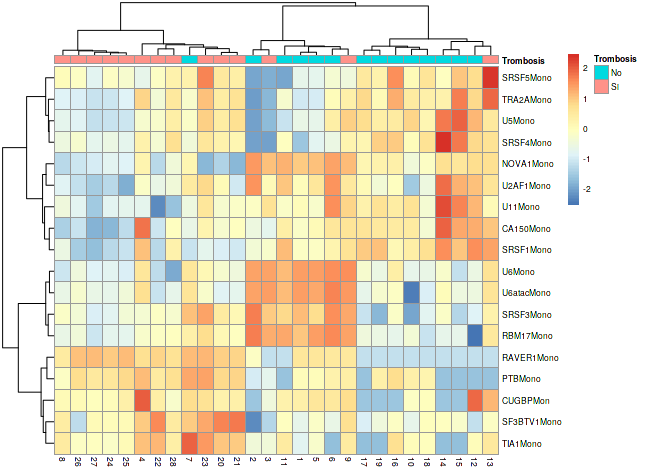 Trombosis
SRSF5Mono
TRA2AMono
U5Mono
SRSF4Mono
NOVA1Mono
U2AF1Mono
U11Mono
CA150Mono
SRSF1Mono
U6Mono
U6atacMono
SRSF3Mono
RBM17Mono
RAVER1Mono
PTBMono
CUGBPMon
SF3BTV1Mono
TIA1Mono
8 26 27 24 25 4 22 28 7 23 20 21 2 3 11 1 5 6 9 17 19 16 10 18 14 15 12 13
2
1
0
-1
-2
Trombosis
No
SI